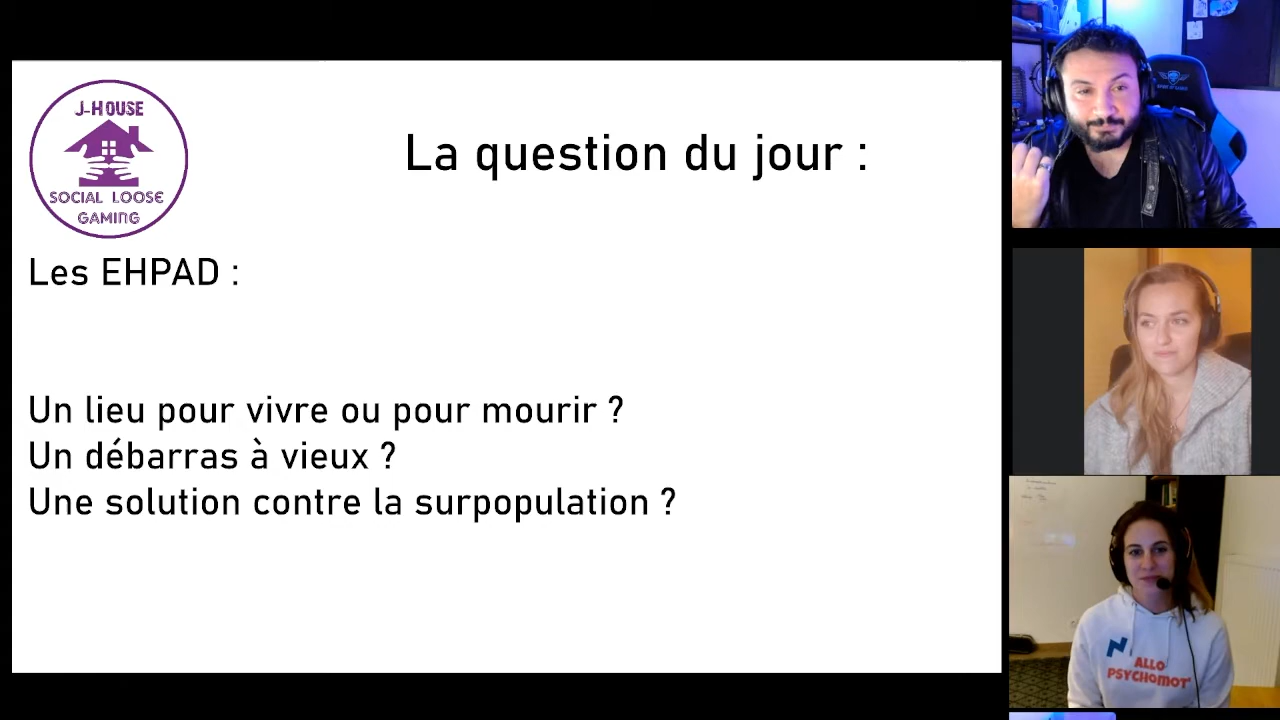 J-HOUSE
SOCIAL LOOSE
GAMING
La question du jour :
Les EHPAD :
Un lieu pour vivre ou pour mourir ?
Un débarras à vieux ?
Une solution contre la surpopulation ?
ALLO
PSYCHOMOT'